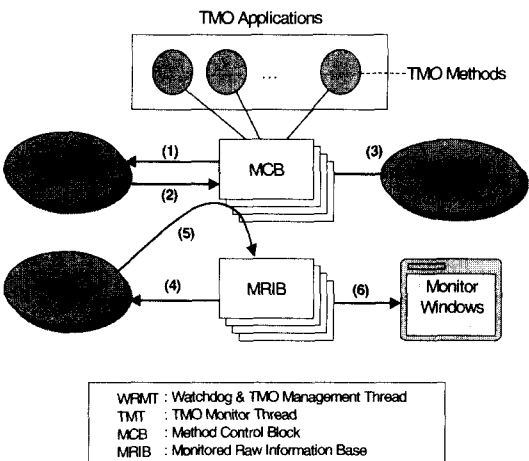 TMO Applications
...
TMO Methods
(1)
MCB
(3)
(2)
(5)
(4)
MRIB
(6)
Monitor
Windows
WRMT : Watchdog & TMO Management Thread
TMT : TMO Monitor Thread
MCB : Method Control Block
MRIB : Monitored Raw Information Base